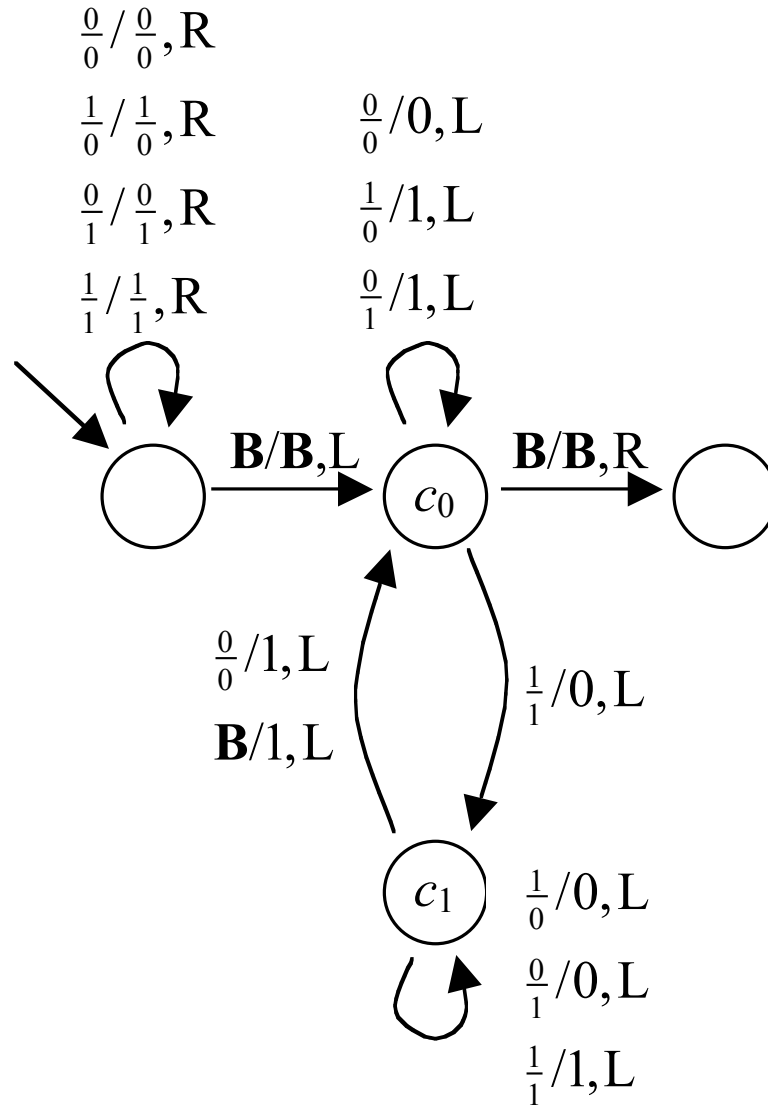 0/0 / 0/0, R
1/0 / 1/0, R
0/1 / 0/1, R
1/1 / 1/1, R
0/0 /0, L
1/0 /1, L
0/1 /1, L
B/B, L
c0
B/B, R
0/0 /1, L
B/1, L
1/1 /0, L
c1
1/0 /0, L
0/1 /0, L
1/1 /1, L